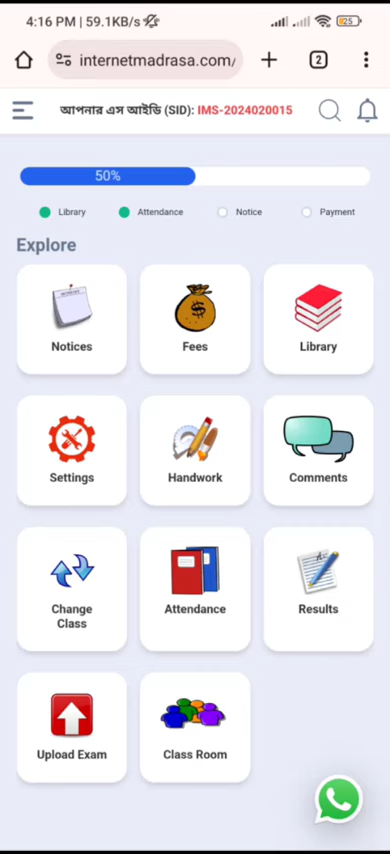 4:16 PM | 59.1KB/s
25
internetmadrasa.com/
2
আপনার এস আইডি (SID): IMS-2024020015
50%
Library Attendance Notice Payment
Explore
Notices Fees Library
Settings Handwork Comments
Change Class Attendance Results
Upload Exam Class Room